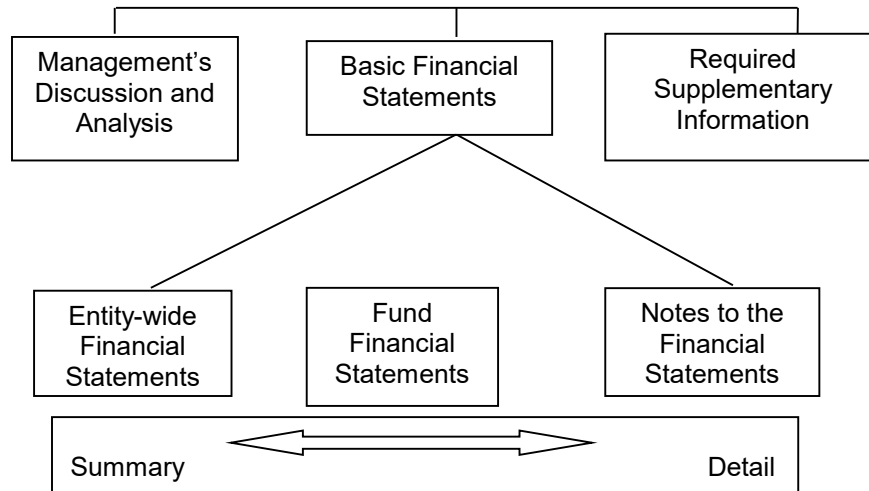 Management’s
Discussion and
Analysis
Basic Financial
Statements
Required
Supplementary
Information
Entity-wide
Financial
Statements
Fund
Financial
Statements
Notes to the
Financial
Statements
Summary
Detail